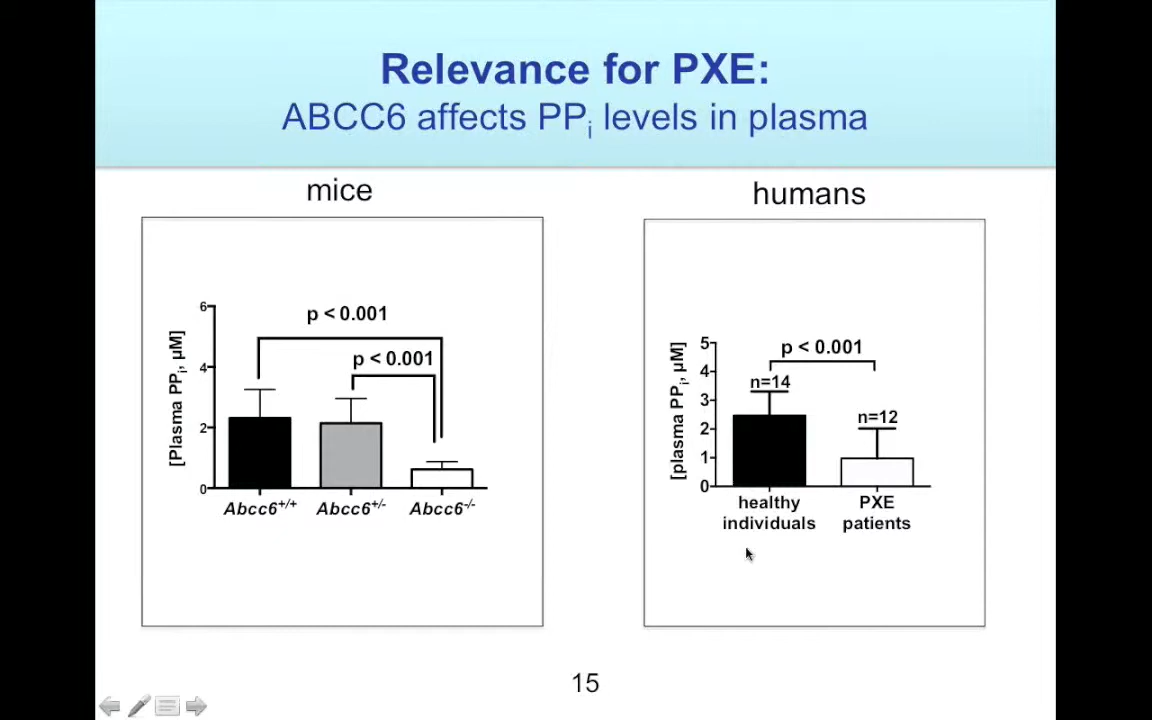 Relevance for PXE:
ABCC6 affects PPi levels in plasma
mice
6
4
2
0
[Plasma PPi, µM]
p < 0.001
p < 0.001
Abcc6+/+
Abcc6+/-
Abcc6-/-
humans
5
4
3
2
1
0
[plasma PPi, µM]
p < 0.001
n=14
n=12
healthy
individuals
PXE
patients
15